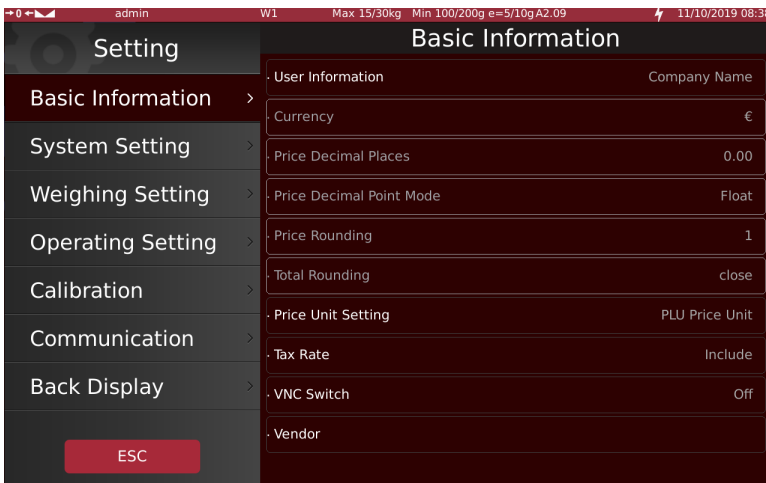 →0← admin W1 Max 15/30kg Min 100/200g e=5/10g A2.09 11/10/2019 08:38
Setting
Basic Information >
System Setting >
Weighing Setting >
Operating Setting >
Calibration >
Communication >
Back Display >
ESC
Basic Information
· User Information Company Name
· Currency €
· Price Decimal Places 0.00
· Price Decimal Point Mode Float
· Price Rounding 1
· Total Rounding close
· Price Unit Setting PLU Price Unit
· Tax Rate Include
· VNC Switch Off
· Vendor